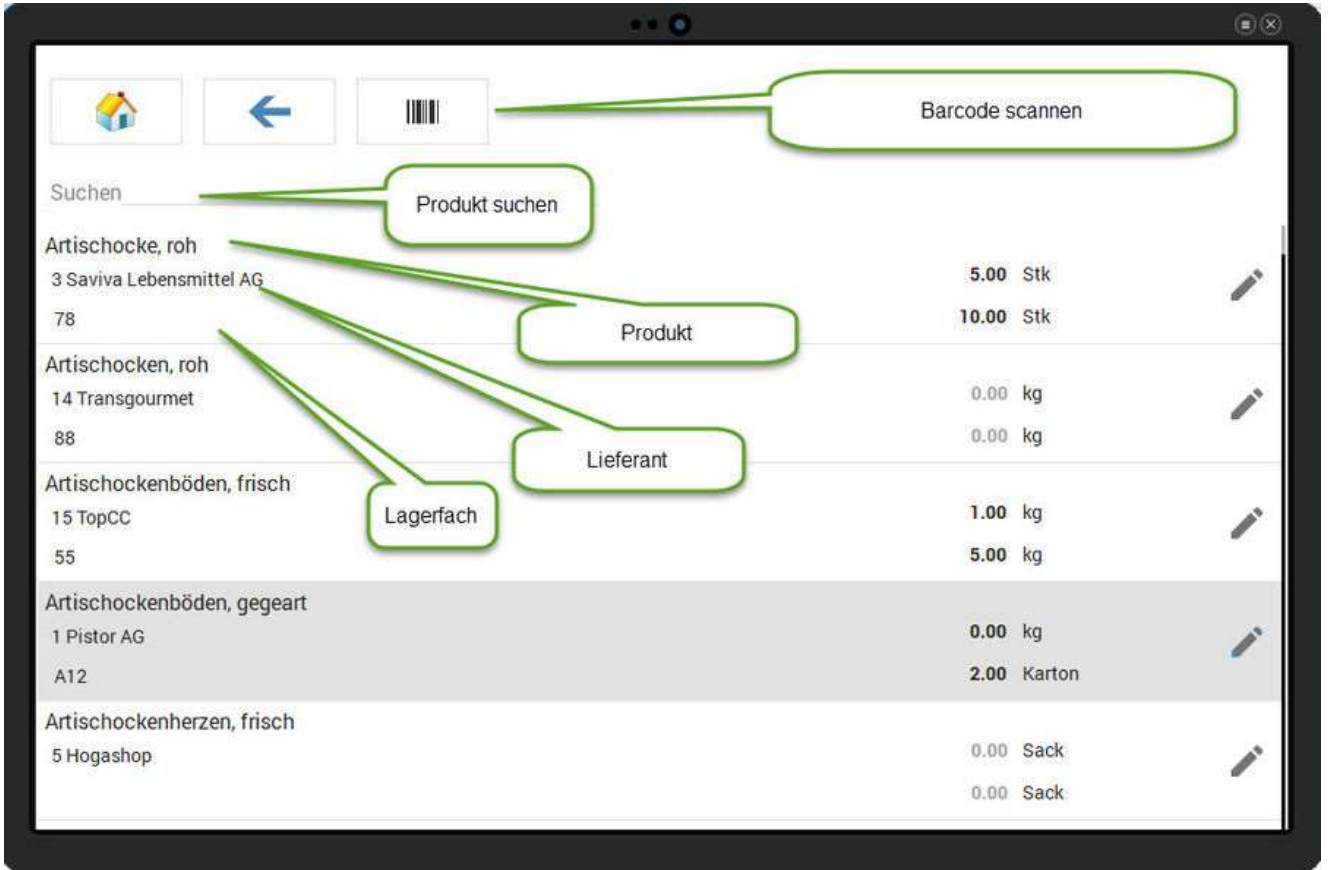 Barcode scannen
Suchen
Produkt suchen
Artischocke, roh
3 Saviva Lebensmittel AG
5.00 Stk
78
10.00 Stk
Produkt
Artischocken, roh
14 Transgourmet
0.00 kg
88
0.00 kg
Lieferant
Artischockenböden, frisch
15 TopCC
1.00 kg
Lagerfach
55
5.00 kg
Artischockenböden, gegeart
1 Pistor AG
0.00 kg
A12
2.00 Karton
Artischockenherzen, frisch
5 Hogashop
0.00 Sack
0.00 Sack